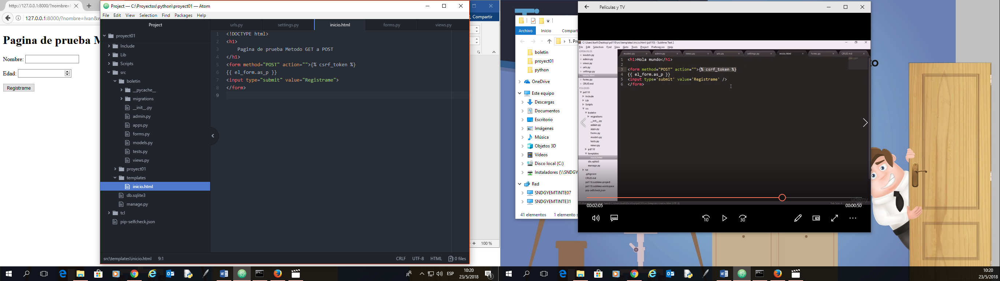 http://127.0.0.1:8000/?nombre=
127.0.0.1:8000/?nombre=Ivan&e
Pagina de prueba M
Nombre:
Edad:
Registrame
Project — C:\Proyectos\python\proyect01 — Atom
File Edit View Selection Find Packages Help
Project
proyect01
Include
Lib
Scripts
src
boletin
__pycache__
migrations
__init__.py
admin.py
apps.py
forms.py
models.py
tests.py
views.py
proyect01
templates
inicio.html
db.sqlite3
manage.py
tcl
pip-selfcheck.json
urls.py settings.py inicio.html forms.py views.py
1 <!DOCTYPE html>
2 <h1>
3 Pagina de prueba Metodo GET a POST
4 </h1>
5 <form method="POST" action="">{% csrf_token %}
6 {{ el_form.as_p }}
7 <input type="submit" value="Registrame">
8 </form>
9
src\templates\inicio.html 9:1
CRLF UTF-8 HTML 0 files
Compartir
100 %
ESP
10:20
23/5/2018
1
Archivo Inicio Compart
1. Pr
boletin
proyect01
python
OneDrive
Este equipo
Descargas
Documentos
Escritorio
Imágenes
Música
Objetos 3D
Vídeos
Disco local (C:)
Instaladores (\\SNDGY
Red
SNDGYEMTINTE07
SNDGYEMTINTE31
41 elementos 1 elemento s
Películas y TV
C:\Users\karli\Desktop\pd110\src\templates\inicio.html (pd110) - Sublime Text 2
File Edit Selection Find View Goto Tools Project Preferences Help
OPEN FILES
models.py
admin.py
views.py
urls.py
settings.py
inicio.html
forms.py
CRUD.md
FOLDERS
pd110
Include
Lib
Scripts
src
boletin
migrations
__init__.py
admin.py
apps.py
forms.py
models.py
tests.py
views.py
pd110
templates
inicio.html
db.sqlite3
manage.py
tcl
.gitignore
CRUD.md
pd110.sublime-project
pd110.sublime-workspace
pip-selfcheck.json
models.py admin.py views.py urls.py settings.py inicio.html forms.py CRUD.md
1 <h1>Hola mundo</h1>
2
3 <form method="POST" action="">{% csrf_token %}
4 {{ el_form.as_p }}
5 <input type='submit' value='Registrame' />
6 </form>
udemy
00:02:05
00:00:50
10
30
to
10:20
23/5/2018